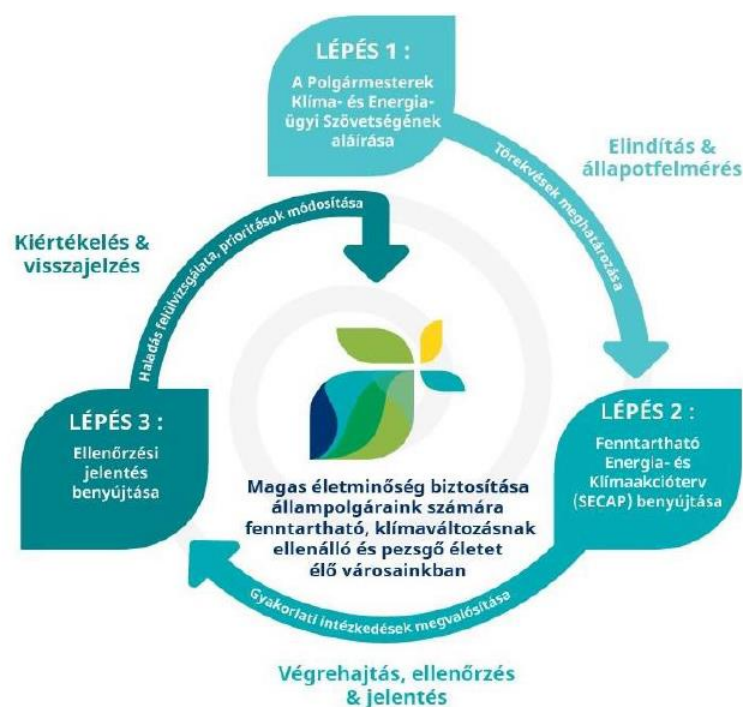 LÉPÉS 1 :
A Polgármesterek
Klíma- és Energia-
ügyi Szövetségének
aláírása
Törekvések meghatározása
Elindítás &
állapotfelmérés
LÉPÉS 2 :
Fenntartható
Energia- és
Klímaakcióterv
(SECAP) benyújtása
Gyakorlati intézkedések megvalósítása
Végrehajtás, ellenőrzés
& jelentés
LÉPÉS 3 :
Ellenőrzési
jelentés
benyújtása
Haladás felülvizsgálata, prioritások módosítása
Kiértékelés &
visszajelzés
Magas életminőség biztosítása
állampolgáraink számára
fenntartható, klímaváltozásnak
ellenálló és pezsgő életet
élő városainkban